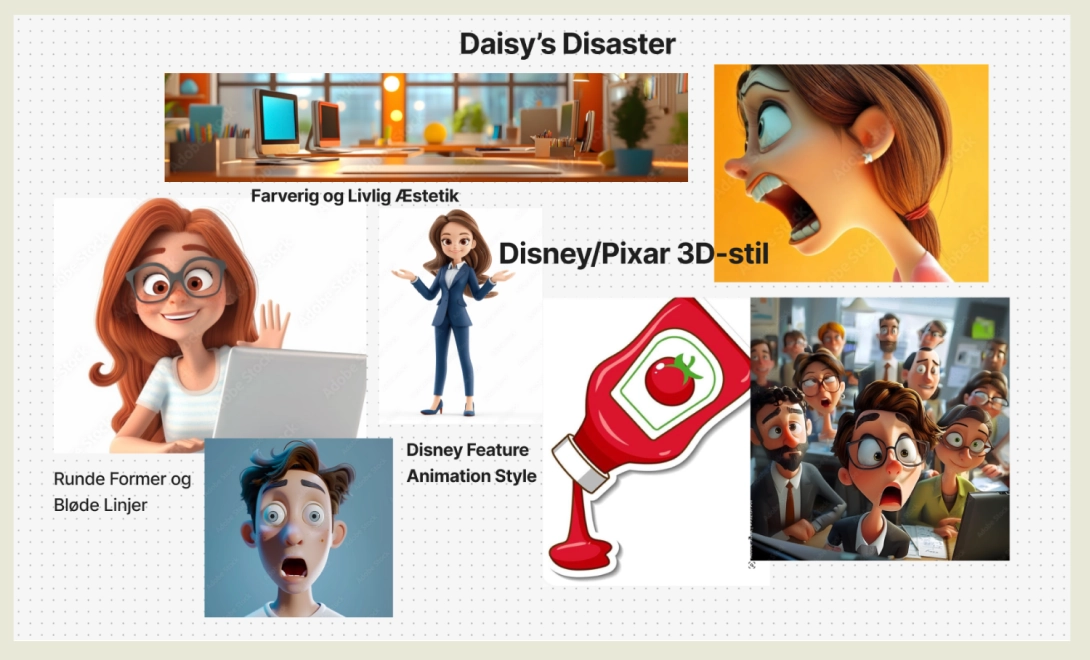 Daisy's Disaster
Farverig og Livlig Æstetik
Disney/Pixar 3D-stil
Disney Feature
Animation Style
Runde Former og
Bløde Linjer